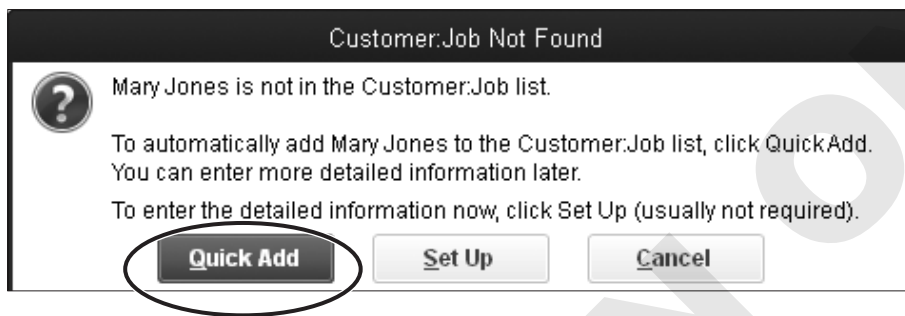 Customer:Job Not Found
Mary Jones is not in the Customer:Job list.
To automatically add Mary Jones to the Customer:Job list, click QuickAdd.
You can enter more detailed information later.
To enter the detailed information now, click Set Up (usually not required).
Quick Add Set Up Cancel